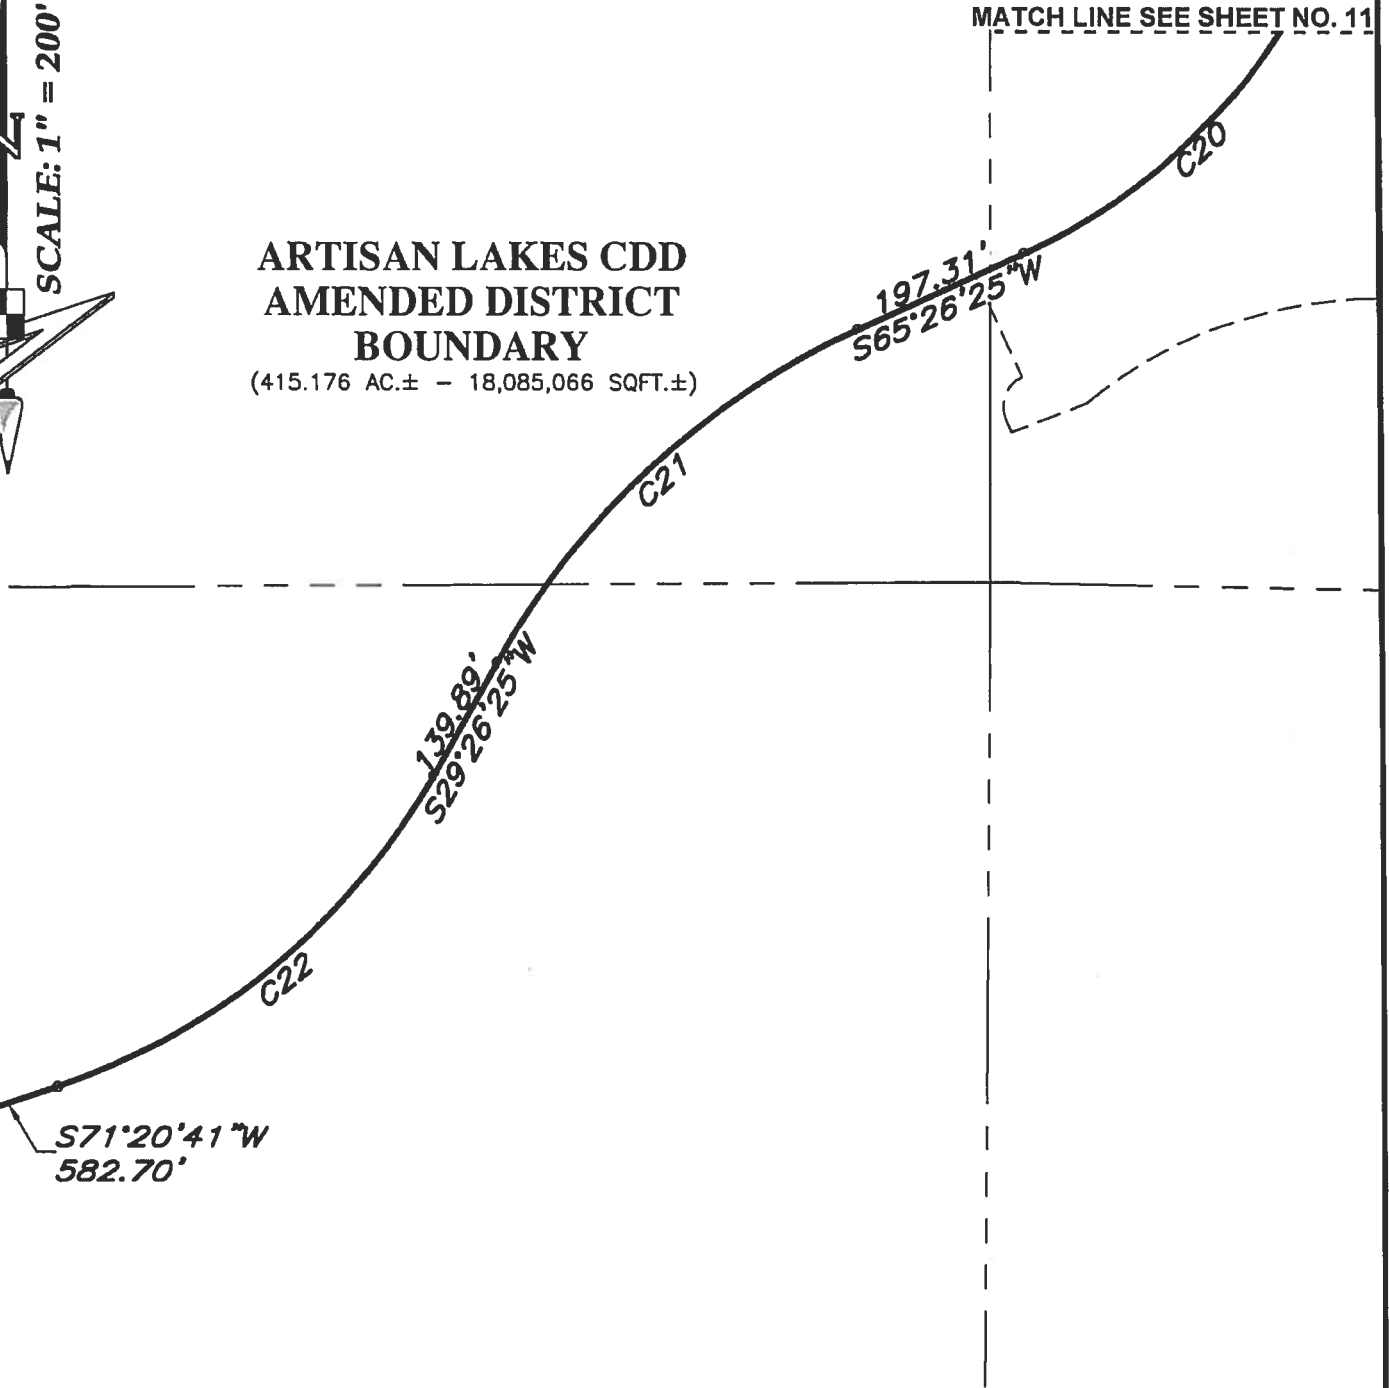 MATCH LINE SEE SHEET NO. 11
SCALE: 1" = 200'
N
C20
ARTISAN LAKES CDD
AMENDED DISTRICT
BOUNDARY
(415.176 AC.± – 18,085,066 SQFT.±)
197.31'
S65°26'25"W
C21
139.89'
S29°26'25"W
C22
S71°20'41"W
582.70'